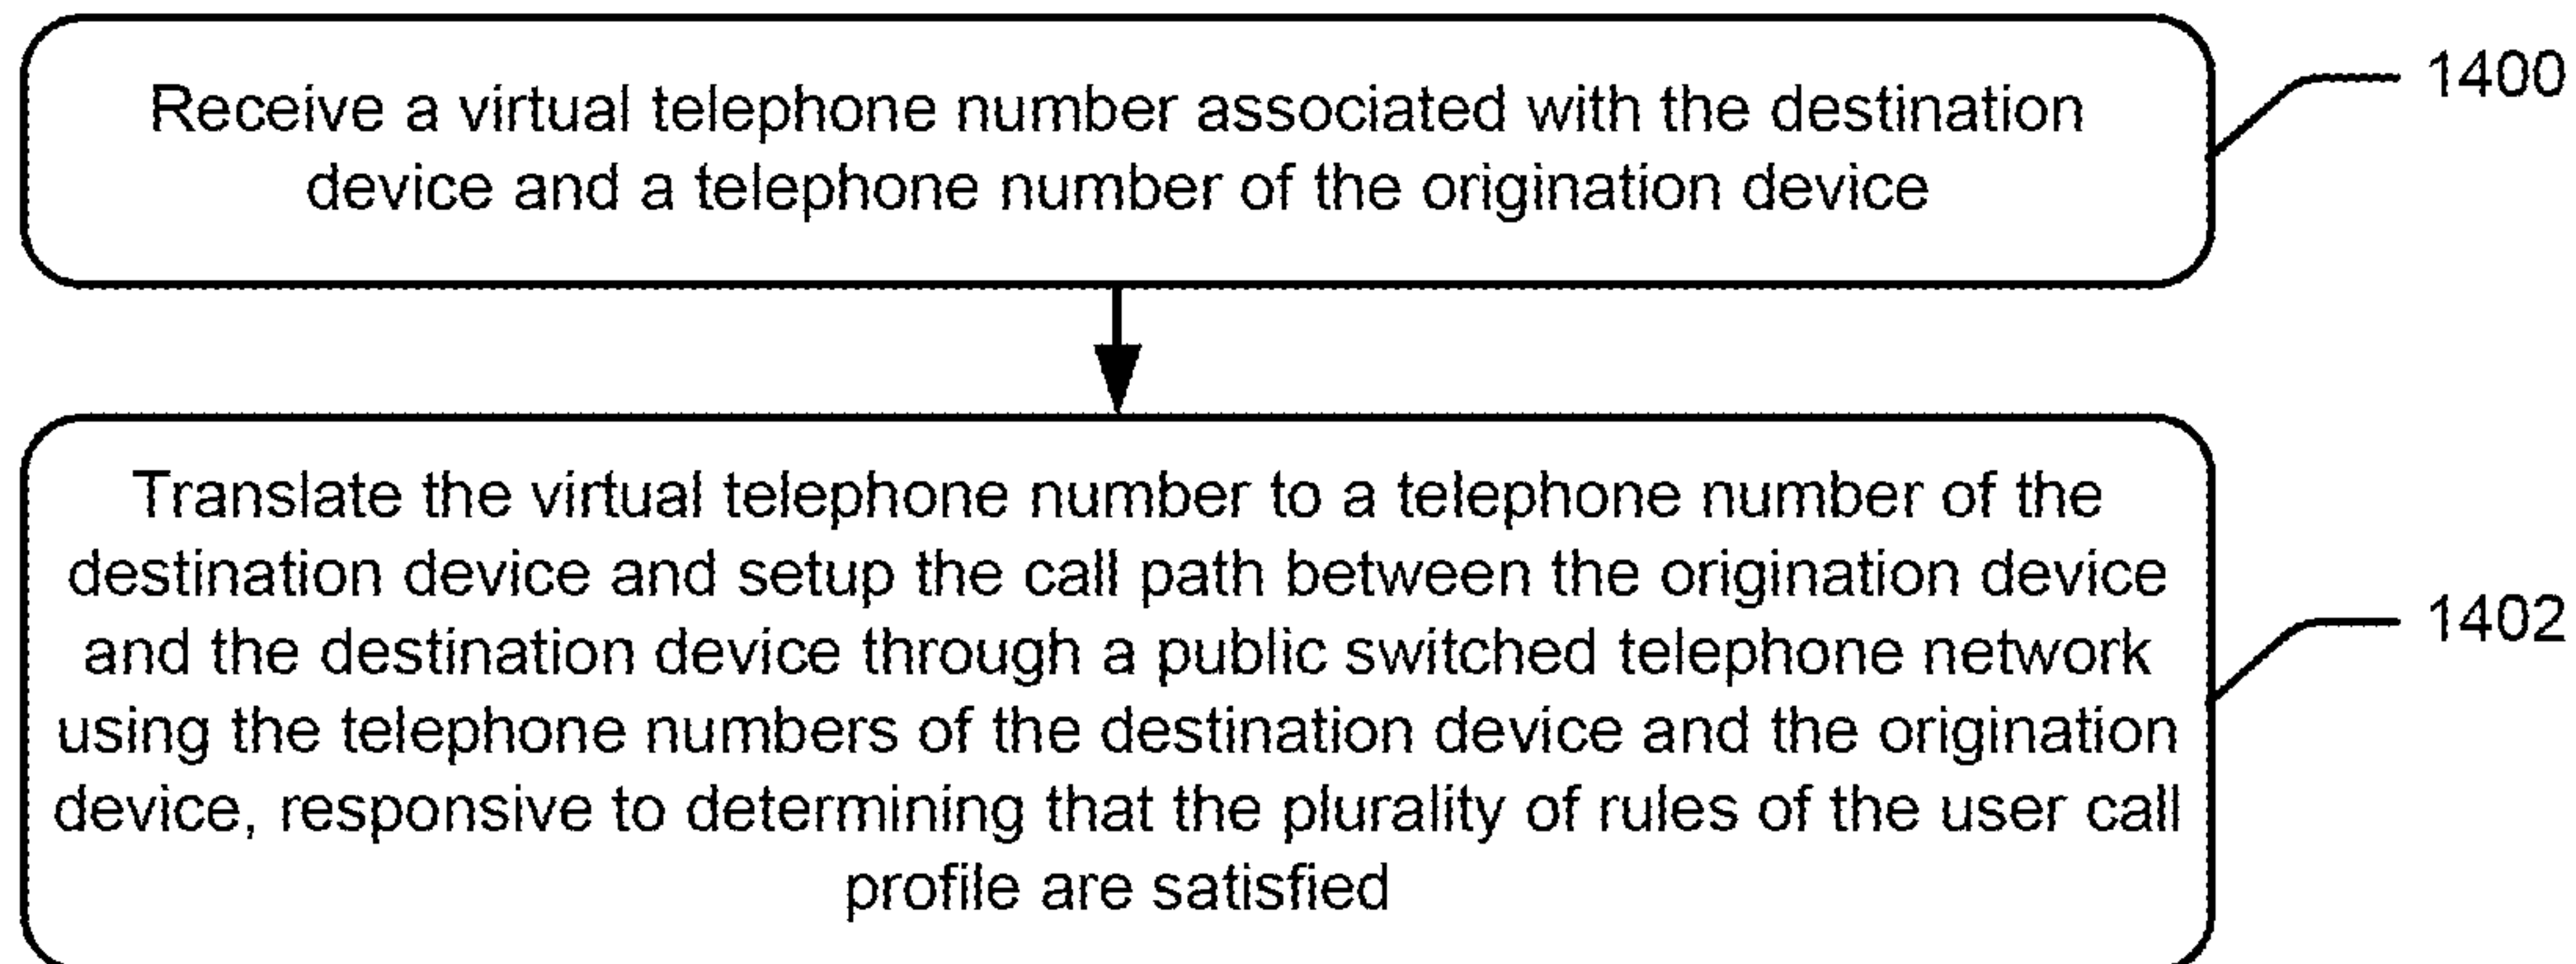 Receive a virtual telephone number associated with the destination
device and a telephone number of the origination device
1400
Translate the virtual telephone number to a telephone number of the
destination device and setup the call path between the origination device
and the destination device through a public switched telephone network
using the telephone numbers of the destination device and the origination
device, responsive to determining that the plurality of rules of the user call
profile are satisfied
1402